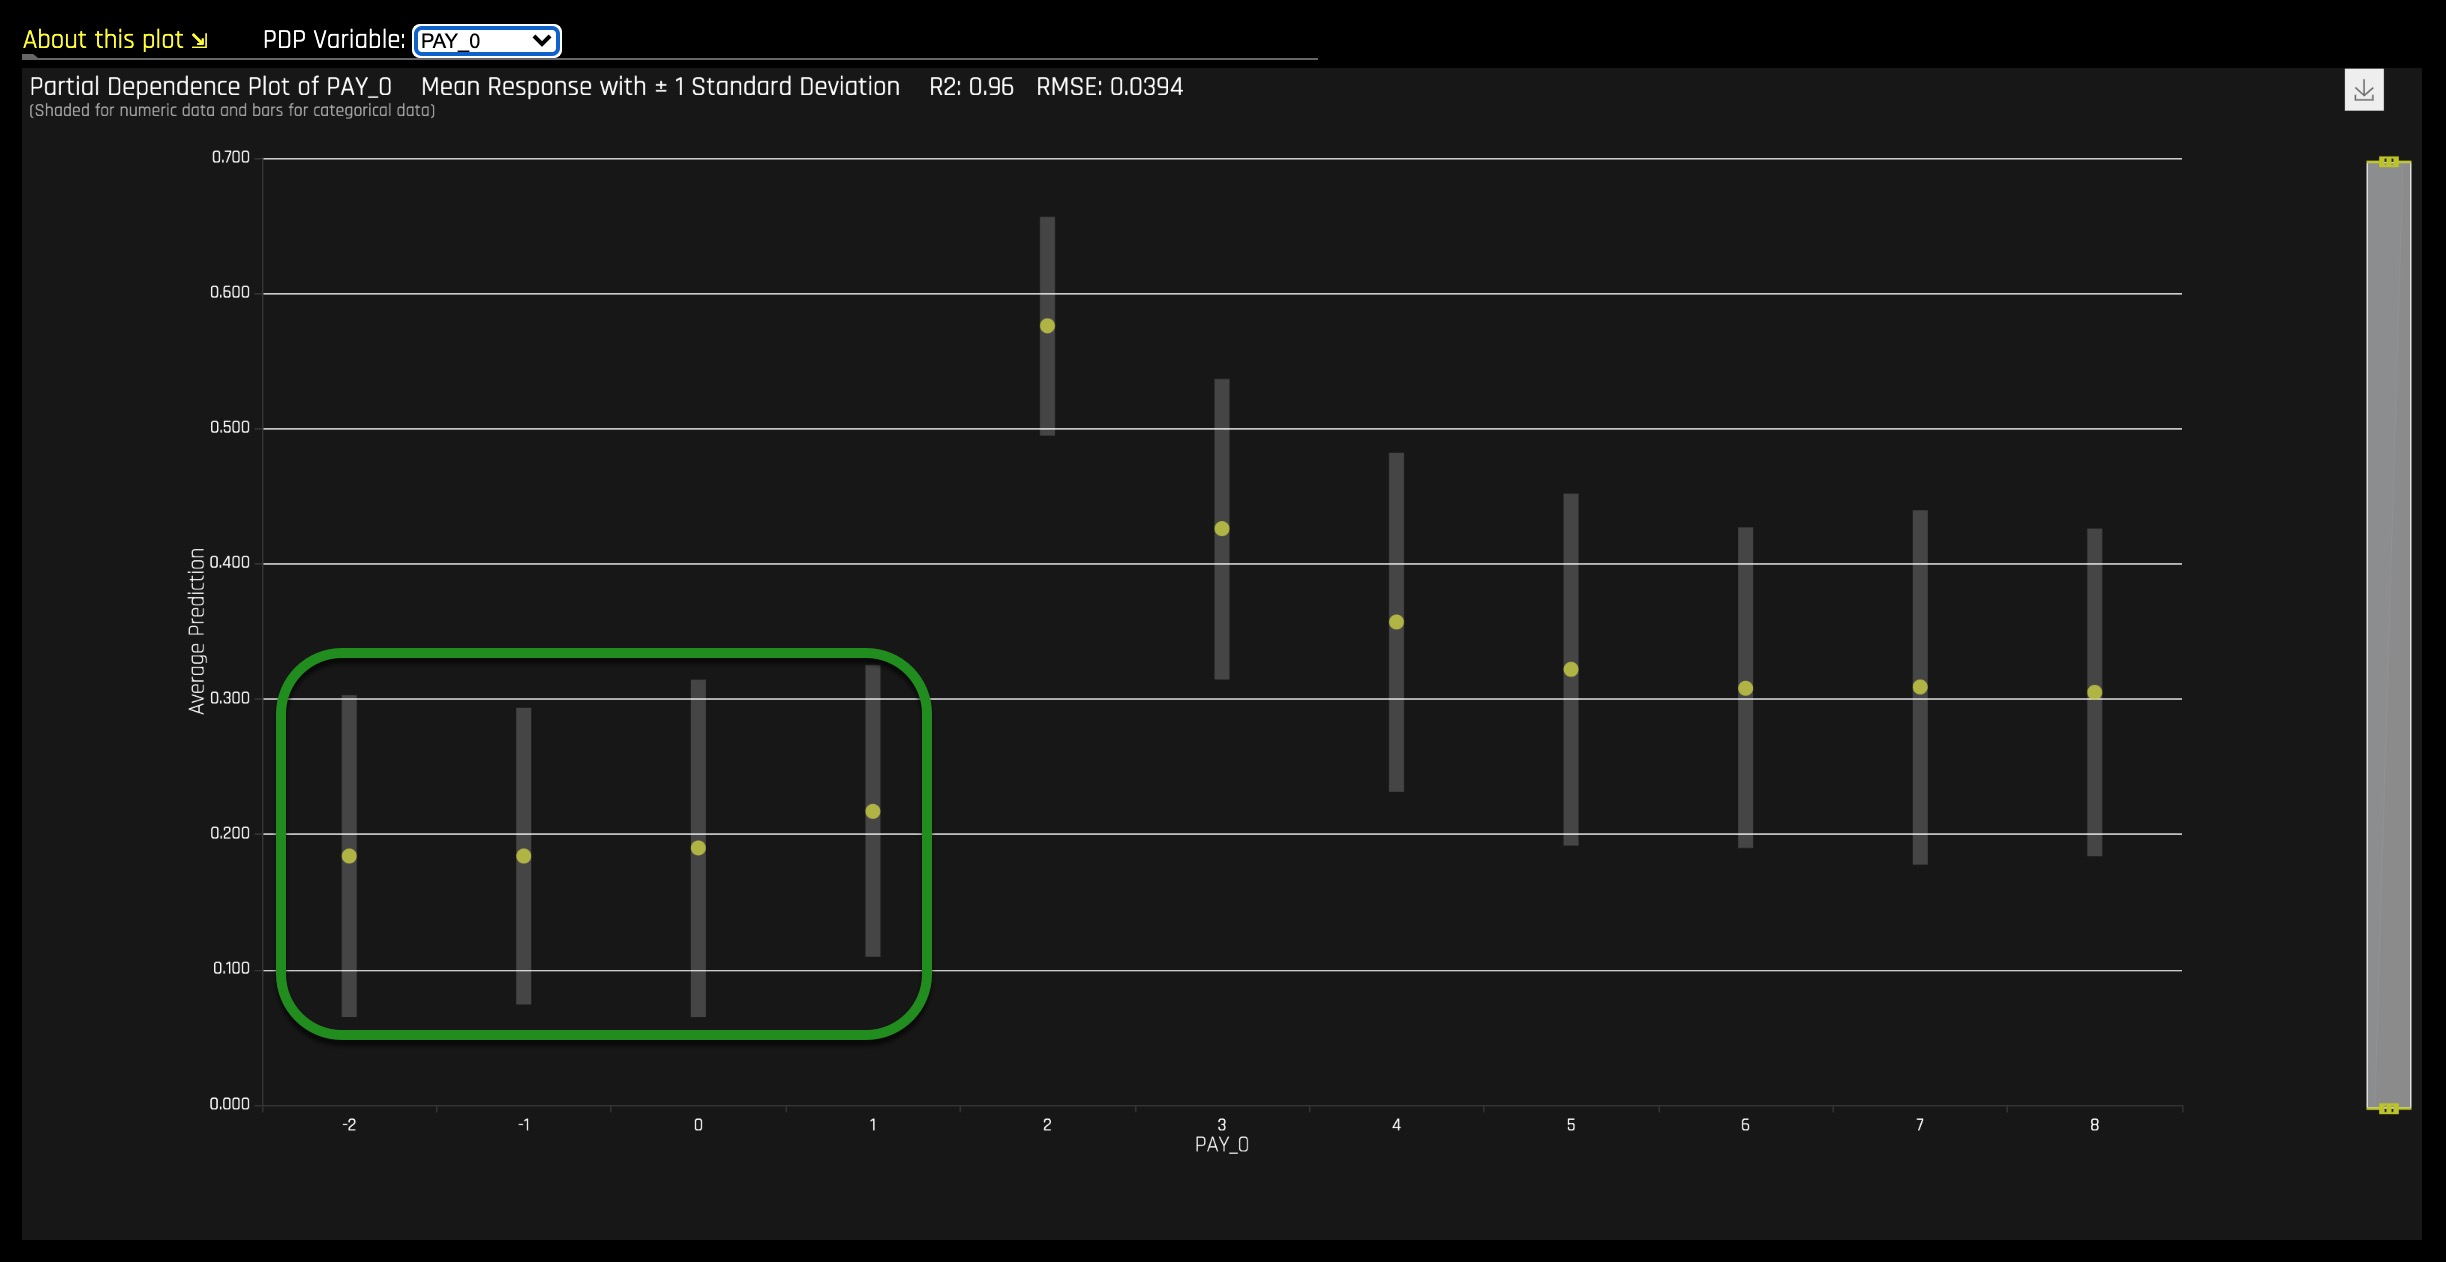 About this plot PDP Variable: PAY_0
Partial Dependence Plot of PAY_0 Mean Response with ± 1 Standard Deviation R2: 0.96 RMSE: 0.0394
(Shaded for numeric data and bars for categorical data)
0.700
0.600
0.500
0.400
0.300
0.200
0.100
0.000
Average Prediction
-2 -1 0 1 2 3 4 5 6 7 8
PAY_0